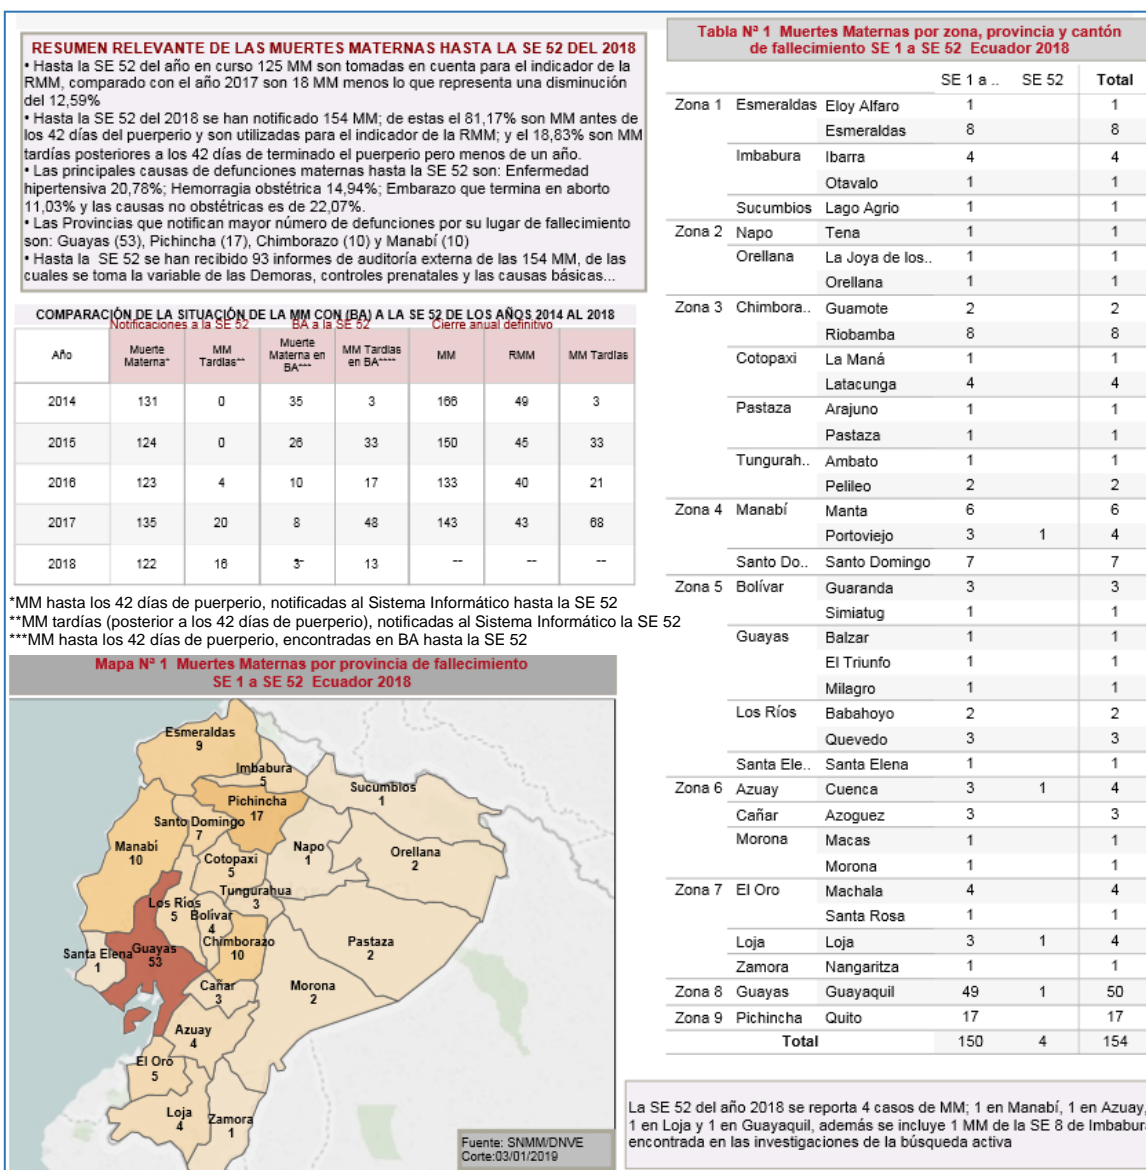 RESUMEN RELEVANTE DE LAS MUERTES MATERNAS HASTA LA SE 52 DEL 2018
• Hasta la SE 52 del año en curso 125 MM son tomadas en cuenta para el indicador de la
RMM, comparado con el año 2017 son 18 MM menos lo que representa una disminución
del 12,59%
• Hasta la SE 52 del 2018 se han notificado 154 MM; de estas el 81,17% son MM antes de
los 42 días del puerperio y son utilizadas para el indicador de la RMM; y el 18,83% son MM
tardías posteriores a los 42 días de terminado el puerperio pero menos de un año.
• Las principales causas de defunciones maternas hasta la SE 52 son: Enfermedad
hipertensiva 20,78%; Hemorragia obstétrica 14,94%; Embarazo que termina en aborto
11,03% y las causas no obstétricas es de 22,07%.
• Las Provincias que notifican mayor número de defunciones por su lugar de fallecimiento
son: Guayas (53), Pichincha (17), Chimborazo (10) y Manabí (10)
• Hasta la SE 52 se han recibido 93 informes de auditoría externa de las 154 MM, de las
cuales se toma la variable de las Demoras, controles prenatales y las causas básicas...
COMPARACIÓN DE LA SITUACIÓN DE LA MM CON (BA) A LA SE 52 DE LOS AÑOS 2014 AL 2018
Notificaciones a la SE 52 BA a la SE 52 Cierre anual definitivo
Año Muerte Materna* MM Tardías** Muerte Materna en BA*** MM Tardías en BA**** MM RMM MM Tardías
2014 131 0 35 3 166 49 3
2015 124 0 26 33 150 45 33
2016 123 4 10 17 133 40 21
2017 135 20 8 48 143 43 68
2018 122 16 3 13 -- -- --
*MM hasta los 42 días de puerperio, notificadas al Sistema Informático hasta la SE 52
**MM tardías (posterior a los 42 días de puerperio), notificadas al Sistema Informático la SE 52
***MM hasta los 42 días de puerperio, encontradas en BA hasta la SE 52
Mapa Nª 1 Muertes Maternas por provincia de fallecimiento
SE 1 a SE 52 Ecuador 2018
Esmeraldas
9
Imbabura
5
Sucumbios
1
Pichincha
17
Santo Domingo
7
Manabí
10
Napo
1
Orellana
2
Cotopaxi
5
Tungurahua
3
Los Ríos
5
Bolívar
4
Chimborazo
10
Pastaza
2
Santa Elena
1
Guayas
53
Cañar
3
Morona
2
Azuay
4
El Oro
5
Loja
4
Zamora
1
Fuente: SNMM/DNVE
Corte:03/01/2019
Tabla Nª 1 Muertes Maternas por zona, provincia y cantón
de fallecimiento SE 1 a SE 52 Ecuador 2018
SE 1 a .. SE 52 Total
Zona 1 Esmeraldas Eloy Alfaro 1 1
Esmeraldas 8 8
Imbabura Ibarra 4 4
Otavalo 1 1
Sucumbios Lago Agrio 1 1
Zona 2 Napo Tena 1 1
Orellana La Joya de los.. 1 1
Orellana 1 1
Zona 3 Chimbora.. Guamote 2 2
Riobamba 8 8
Cotopaxi La Maná 1 1
Latacunga 4 4
Pastaza Arajuno 1 1
Pastaza 1 1
Tungurah.. Ambato 1 1
Pelileo 2 2
Zona 4 Manabí Manta 6 6
Portoviejo 3 1 4
Santo Do.. Santo Domingo 7 7
Zona 5 Bolívar Guaranda 3 3
Simiatug 1 1
Guayas Balzar 1 1
El Triunfo 1 1
Milagro 1 1
Los Ríos Babahoyo 2 2
Quevedo 3 3
Santa Ele.. Santa Elena 1 1
Zona 6 Azuay Cuenca 3 1 4
Cañar Azoguez 3 3
Morona Macas 1 1
Morona 1 1
Zona 7 El Oro Machala 4 4
Santa Rosa 1 1
Loja Loja 3 1 4
Zamora Nangaritza 1 1
Zona 8 Guayas Guayaquil 49 1 50
Zona 9 Pichincha Quito 17 17
Total 150 4 154
La SE 52 del año 2018 se reporta 4 casos de MM; 1 en Manabí, 1 en Azuay,
1 en Loja y 1 en Guayaquil, además se incluye 1 MM de la SE 8 de Imbabura
encontrada en las investigaciones de la búsqueda activa